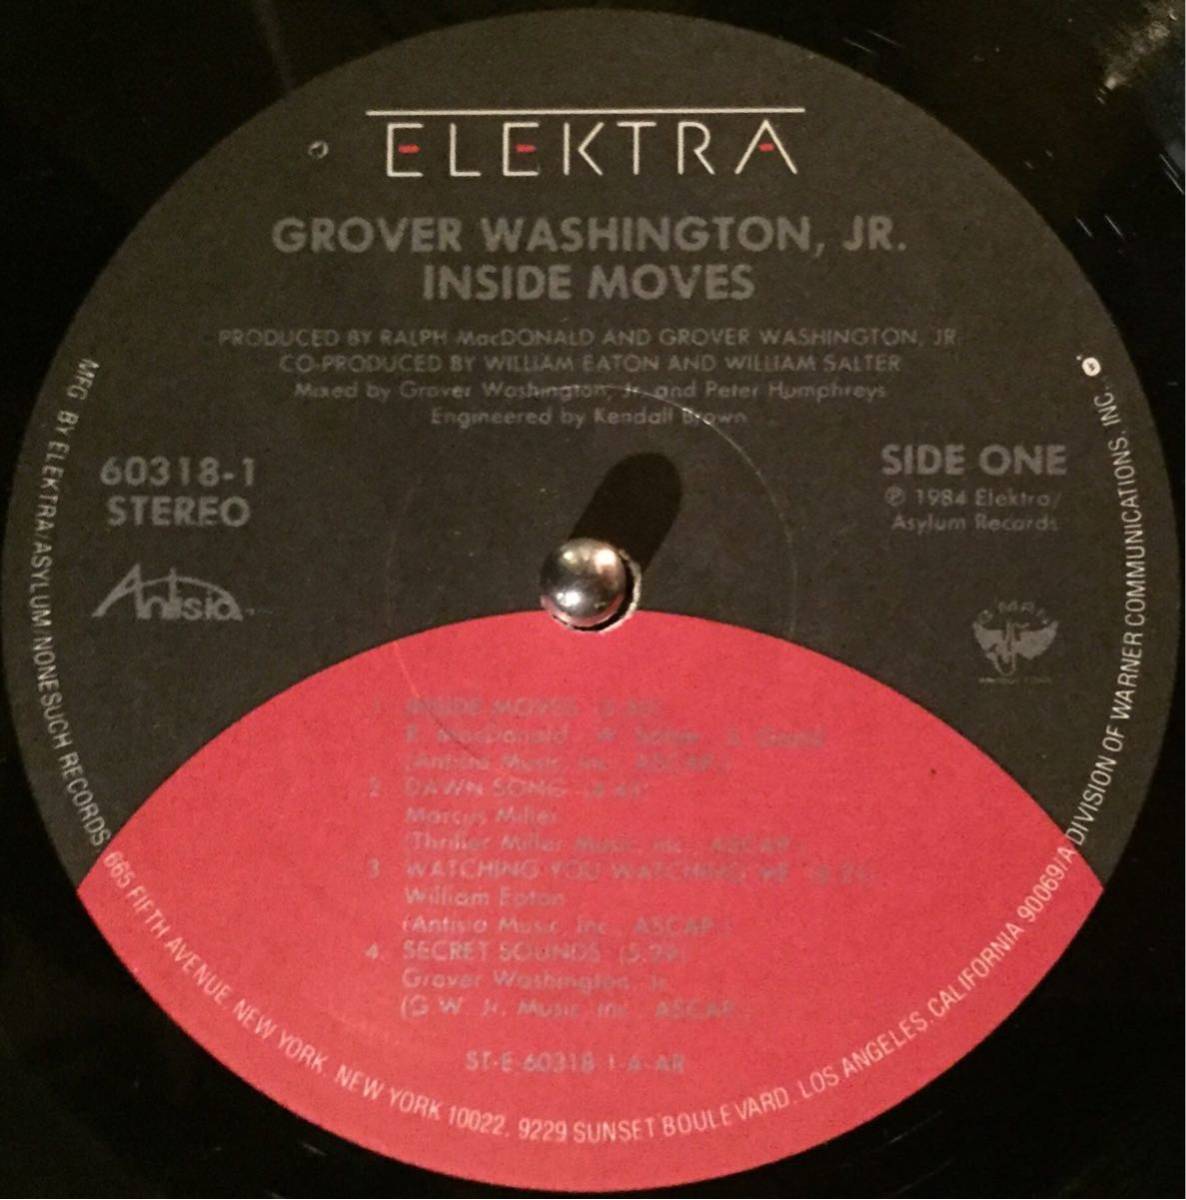 ELEKTRA
GROVER WASHINGTON, JR.
INSIDE MOVES
PRODUCED BY RALPH MacDONALD AND GROVER WASHINGTON, JR.
CO-PRODUCED BY WILLIAM EATON AND WILLIAM SALTER
Mixed by Grover Washington, Jr. and Peter Humphreys
Engineered by Kendall Brown
60318-1
STEREO
Antisia
SIDE ONE
℗ 1984 Elektra/
Asylum Records
1. INSIDE MOVES
R. MacDonald, W. Salter,
(Antisia Music, Inc., ASCAP)
2. DAWN SONG
Marcus Miller
(Thriller Miller Music, Inc., ASCAP)
3. WATCHING YOU WATCHING ME
William Eaton
(Antisia Music, Inc., ASCAP)
4. SECRET SOUNDS (5:29)
Grover Washington, Jr.
(G.W. Jr. Music, Inc., ASCAP)
ST-E-60318-1-A-AR
MFG. BY ELEKTRA/ASYLUM/NONESUCH RECORDS, 665 FIFTH AVENUE, NEW YORK, NEW YORK 10022, 9229 SUNSET BOULEVARD, LOS ANGELES, CALIFORNIA 90069/A DIVISION OF WARNER COMMUNICATIONS, INC.